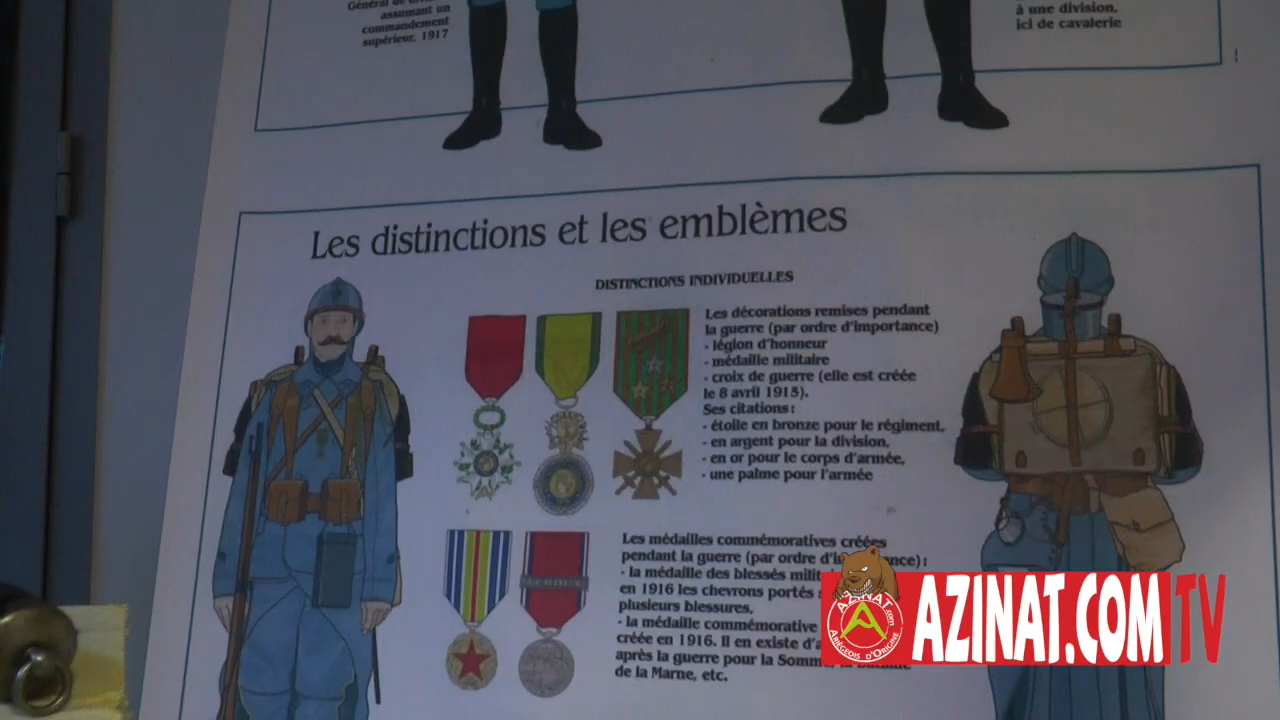 assumant un
commandement
supérieur, 1917
à une division,
ici de cavalerie
Les distinctions et les emblèmes
DISTINCTIONS INDIVIDUELLES
Les décorations remises pendant
la guerre (par ordre d'importance)
- légion d'honneur
- médaille militaire
- croix de guerre (elle est créée
le 8 avril 1915).
Ses citations :
- étoile en bronze pour le régiment,
- en argent pour la division,
- en or pour le corps d'armée,
- une palme pour l'armée
Les médailles commémoratives créées
pendant la guerre (par ordre
- la médaille des blessés
en 1916 les chevrons portés
plusieurs blessures,
- la médaille commémorative
créée en 1916. Il en existe
après la guerre pour la
de la Marne, etc.
VERDUN
AZINAT.COM TV
AZINAT.com
ARIÉGEOIS D'ORIGINE